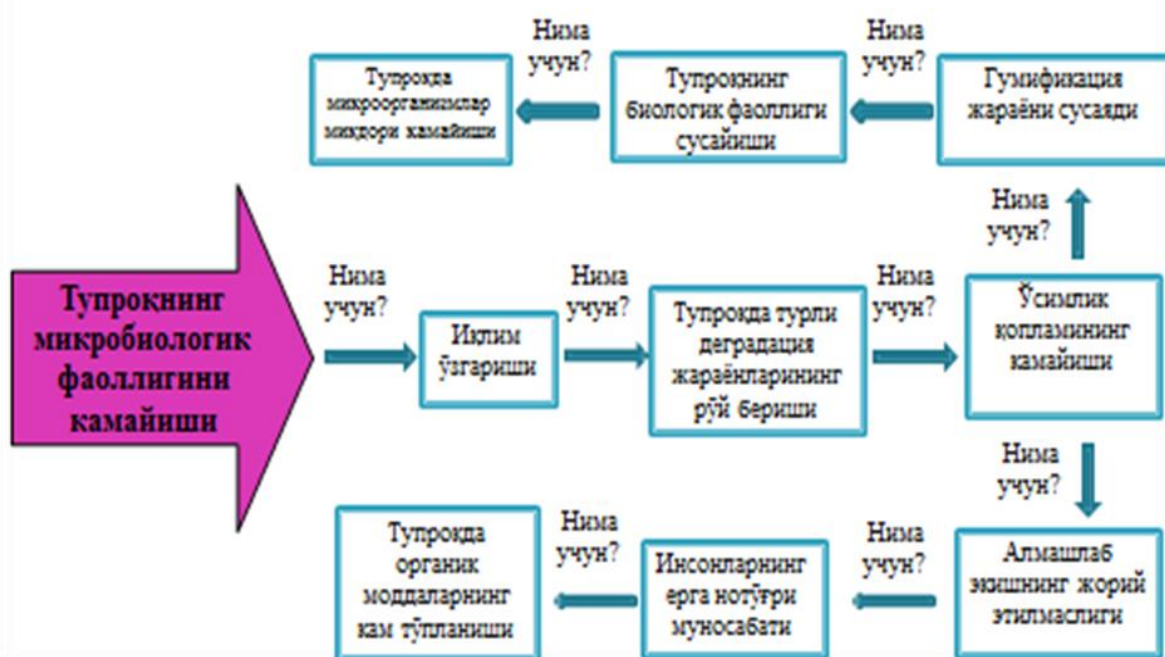 Тупроқнинг
микробиологик
фаоллигини
камайиши
Нима
учун?
Иқлим
ўзгариши
Нима
учун?
Тупроқда турли
деградация
жараёнларининг
рўй бериши
Нима
учун?
Ўсимлик
қопламининг
камайиши
Нима
учун?
Гумификация
жараёни сусаяди
Нима
учун?
Тупроқнинг
биологик фаоллиги
сусайиши
Нима
учун?
Тупроқда
микроорганимлар
миқдори камайиши
Нима
учун?
Алмашлаб
экишнинг жорий
этилмаслиги
Нима
учун?
Инсонларнинг
ерга нотўғри
муносабати
Нима
учун?
Тупроқда
органик
моддаларнинг
кам тўпланиши